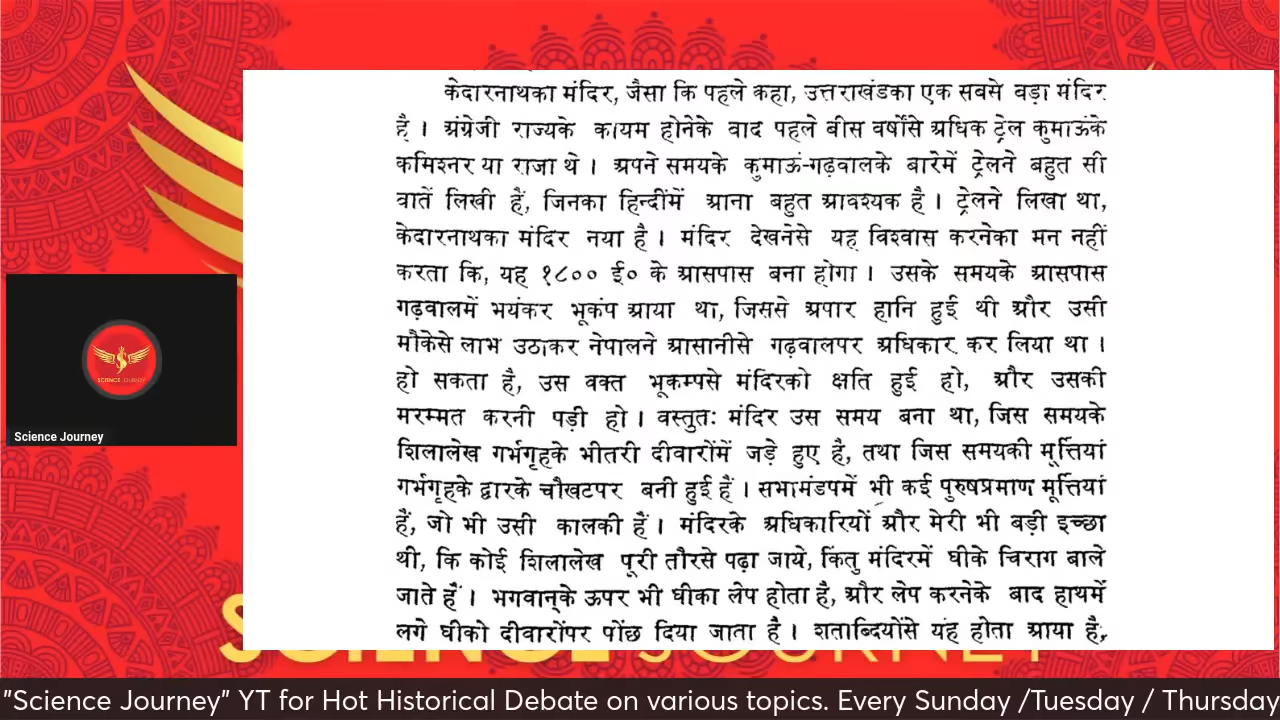 केदारनाथका मंदिर, जैसा कि पहले कहा, उत्तराखंडका एक सबसे बड़ा मंदिर
है । अंग्रेजी राज्यके कायम होनेके वाद पहले बीस वर्षोंसे अधिक ट्रेल कुमाऊंके
कमिश्नर या राजा थे । अपने समयके कुमाऊं-गढ़वालके बारेमें ट्रेलने बहुत सी
वातें लिखी हैं, जिनका हिन्दींमें आना बहुत आवश्यक है । ट्रेलने लिखा था,
केदारनाथका मंदिर नया है । मंदिर देखनेसे यह विश्वास करनेका मन नहीं
करता कि, यह १८०० ई० के आसपास बना होगा । उसके समयके आसपास
गढ़वालमें भयंकर भूकंप आया था, जिससे अपार हानि हुई थी और उसी
मौकेसे लाभ उठाकर नेपालने आसानीसे गढ़वालपर अधिकार कर लिया था ।
हो सकता है, उस वक्त भूकम्पसे मंदिरको क्षति हुई हो, और उसकी
मरम्मत करनी पड़ी हो । वस्तुतः मंदिर उस समय बना था, जिस समयके
शिलालेख गर्भगृहके भीतरी दीवारोंमें जड़े हुए है, तथा जिस समयकी मूर्त्तियां
गर्भगृहके द्वारके चौखटपर बनी हुई हैं । सभामंडपमें भी कई पुरुषप्रमाण मूर्त्तियां
हैं, जो भी उसी कालकी हैं । मंदिरके अधिकारियों और मेरी भी बड़ी इच्छा
थी, कि कोई शिलालेख पूरी तौरसे पढ़ा जाये, किंतु मंदिरमें घीके चिराग बाले
जाते हैं । भगवान्‌के ऊपर भी घीका लेप होता है, और लेप करनेके बाद हाथमें
लगे घीको दीवारोंपर पोंछ दिया जाता है । शताब्दियोंसे यह होता आया है,
SCIENCE JOURNEY
Science Journey
SCIENCE JOURNEY
"Science Journey" YT for Hot Historical Debate on various topics. Every Sunday /Tuesday / Thursday